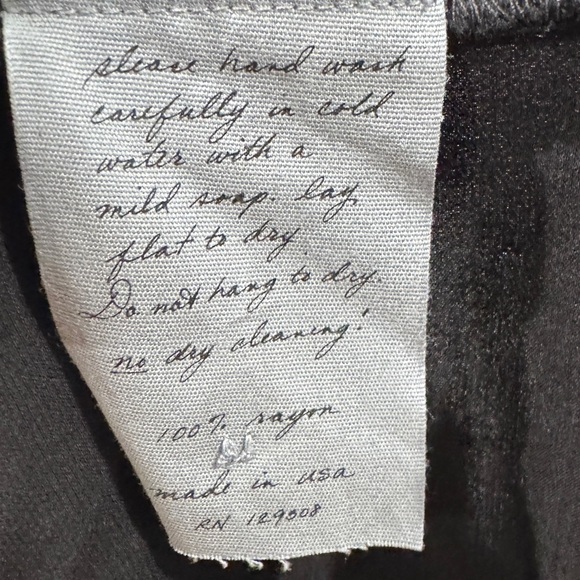 please hand wash
carefully in cold
water with a
mild soap. lay
flat to dry
Do not hang to dry.
no dry cleaning!
100% rayon
made in usa
RN 129308